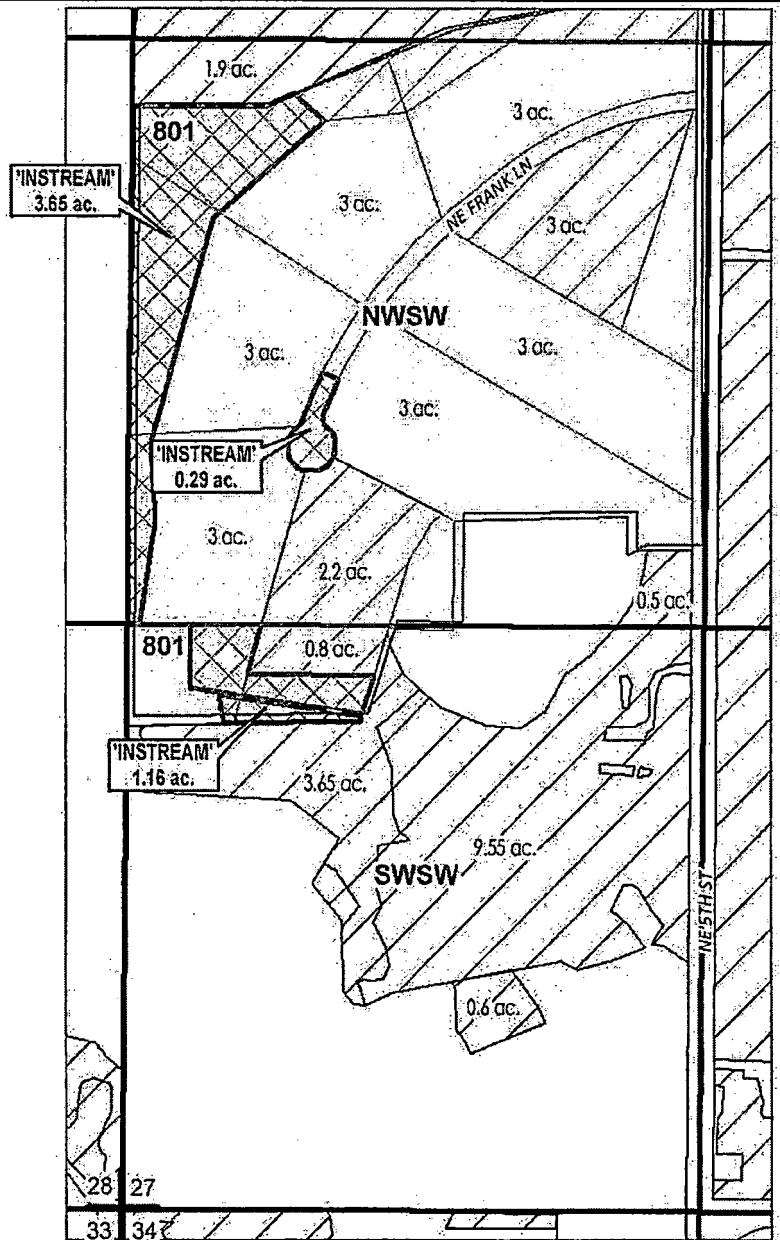 1.9 ac.
801
3 ac.
'INSTREAM'
3.65 ac.
3 ac.
NE FRANK LN
3 ac.
NWSW
3 ac.
3 ac.
3 ac.
'INSTREAM'
0.29 ac.
3 ac.
2.2 ac.
0.5 ac.
801
0.8 ac.
'INSTREAM'
1.16 ac.
3.65 ac.
9.55 ac.
SWSW
NE 5TH ST
0.6 ac.
28 27
33 34